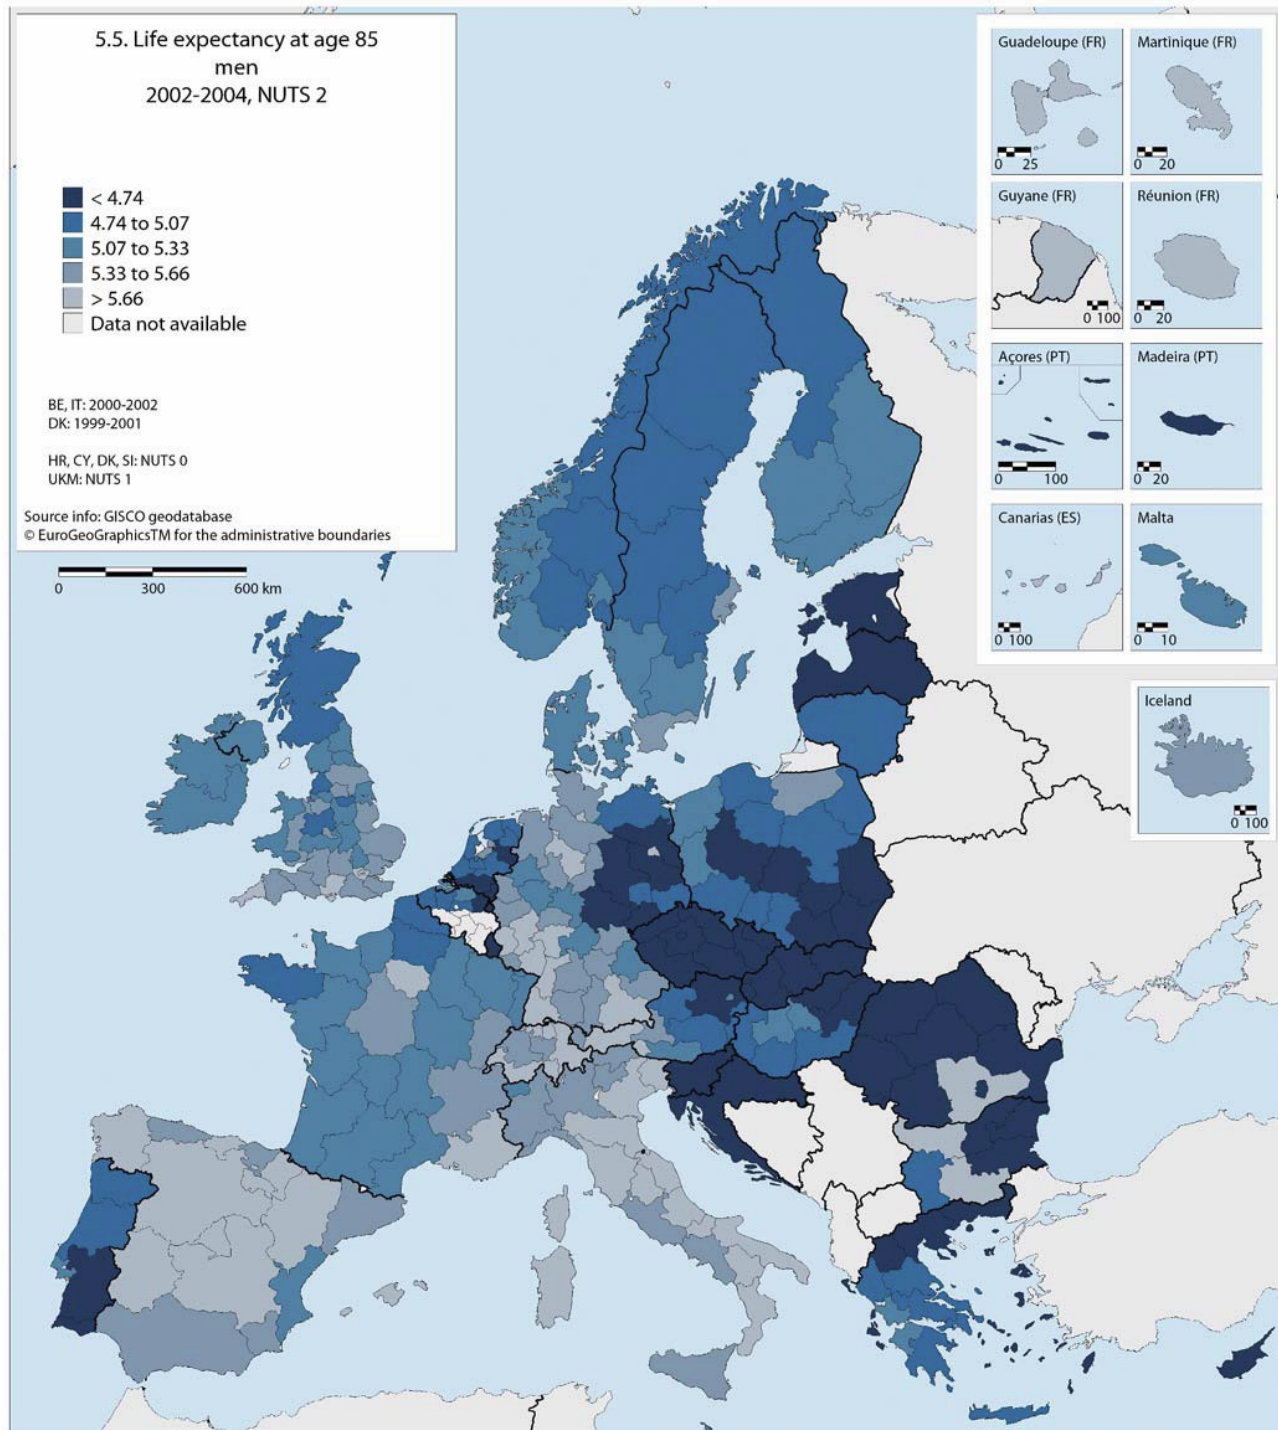 5.5. Life expectancy at age 85
men
2002-2004, NUTS 2
< 4.74
4.74 to 5.07
5.07 to 5.33
5.33 to 5.66
> 5.66
Data not available
BE, IT: 2000-2002
DK: 1999-2001
HR, CY, DK, SI: NUTS 0
UKM: NUTS 1
Source info: GISCO geodatabase
© EuroGeoGraphicsTM for the administrative boundaries
0 300 600 km
Guadeloupe (FR)
0 25
Martinique (FR)
0 20
Guyane (FR)
0 100
Réunion (FR)
0 20
Açores (PT)
0 100
Madeira (PT)
0 20
Canarias (ES)
0 100
Malta
0 10
Iceland
0 100